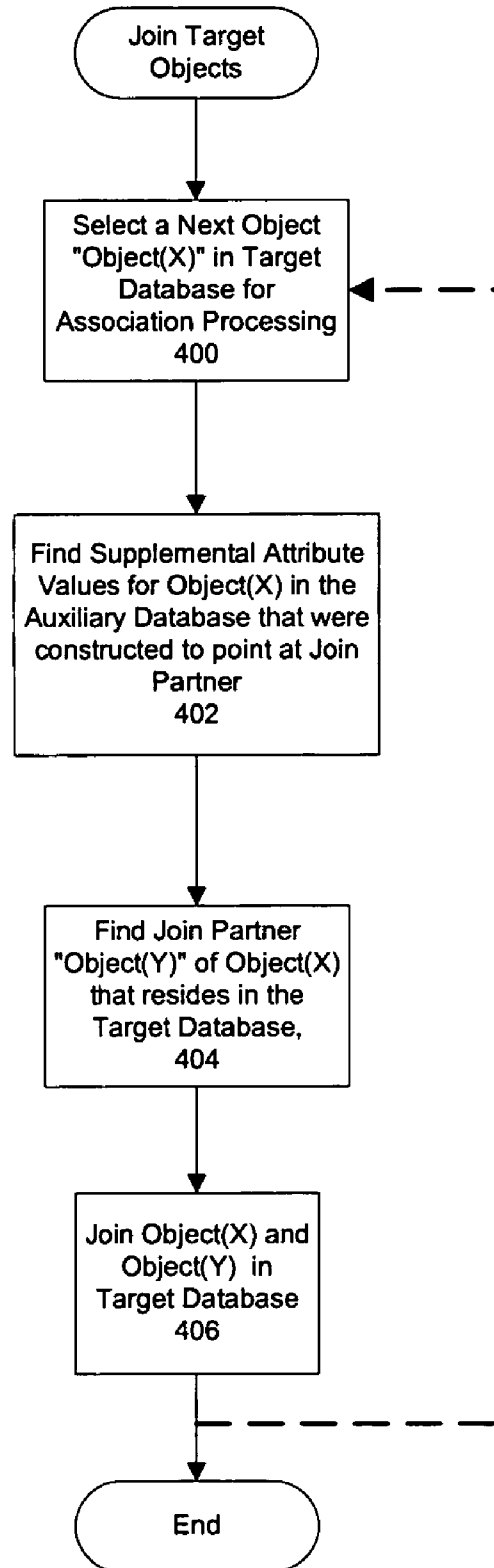 Join Target
Objects
Select a Next Object
"Object(X)" in Target
Database for
Association Processing
400
Find Supplemental Attribute
Values for Object(X) in the
Auxiliary Database that were
constructed to point at Join
Partner
402
Find Join Partner
"Object(Y)" of Object(X)
that resides in the
Target Database,
404
Join Object(X) and
Object(Y) in
Target Database
406
End